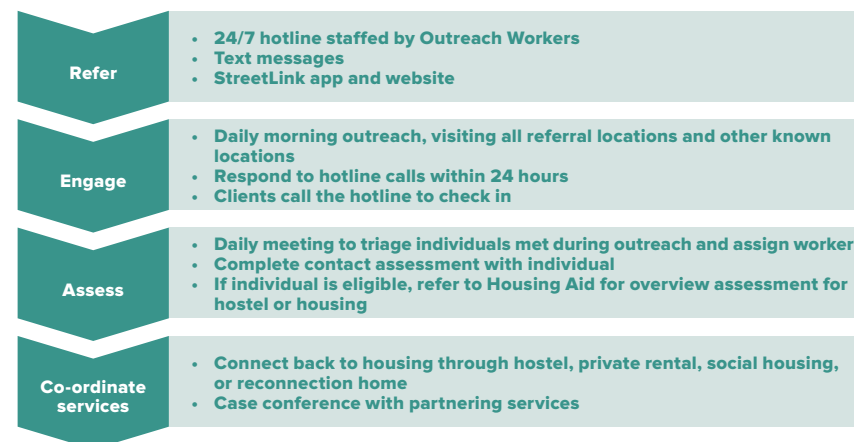 Refer
• 24/7 hotline staffed by Outreach Workers
• Text messages
• StreetLink app and website
Engage
• Daily morning outreach, visiting all referral locations and other known
locations
• Respond to hotline calls within 24 hours
• Clients call the hotline to check in
Assess
• Daily meeting to triage individuals met during outreach and assign worker
• Complete contact assessment with individual
• If individual is eligible, refer to Housing Aid for overview assessment for
hostel or housing
Co-ordinate
services
• Connect back to housing through hostel, private rental, social housing,
or reconnection home
• Case conference with partnering services